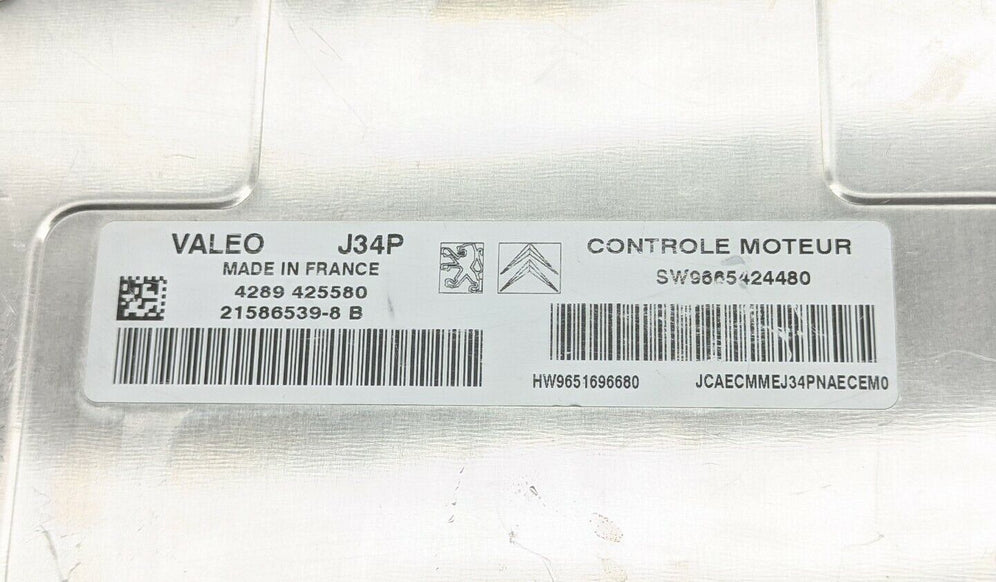 VALEO J34P
MADE IN FRANCE
4289 425580
21586539-8 B
CONTROLE MOTEUR
SW9665424480
HW9651696680 JCAECMMEJ34PNAECEM0